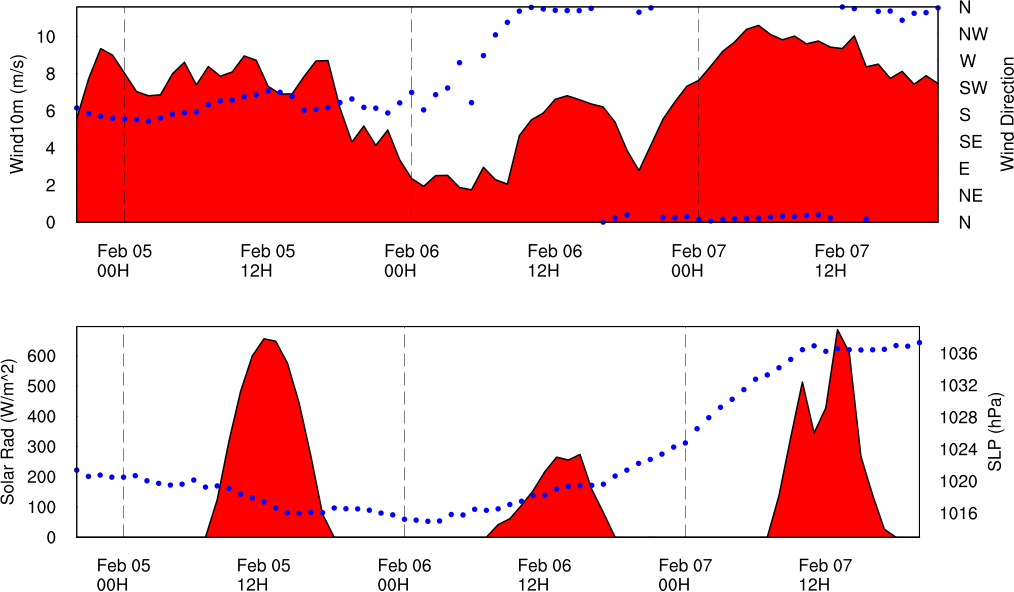 Wind10m (m/s)
10
8
6
4
2
0
N
NW
W
SW
S
SE
E
NE
N
Wind Direction
Feb 05 Feb 05 Feb 06 Feb 06 Feb 07 Feb 07
00H 12H 00H 12H 00H 12H
Solar Rad (W/m^2)
600
500
400
300
200
100
0
1036
1032
1028
1024
1020
1016
SLP (hPa)
Feb 05 Feb 05 Feb 06 Feb 06 Feb 07 Feb 07
00H 12H 00H 12H 00H 12H